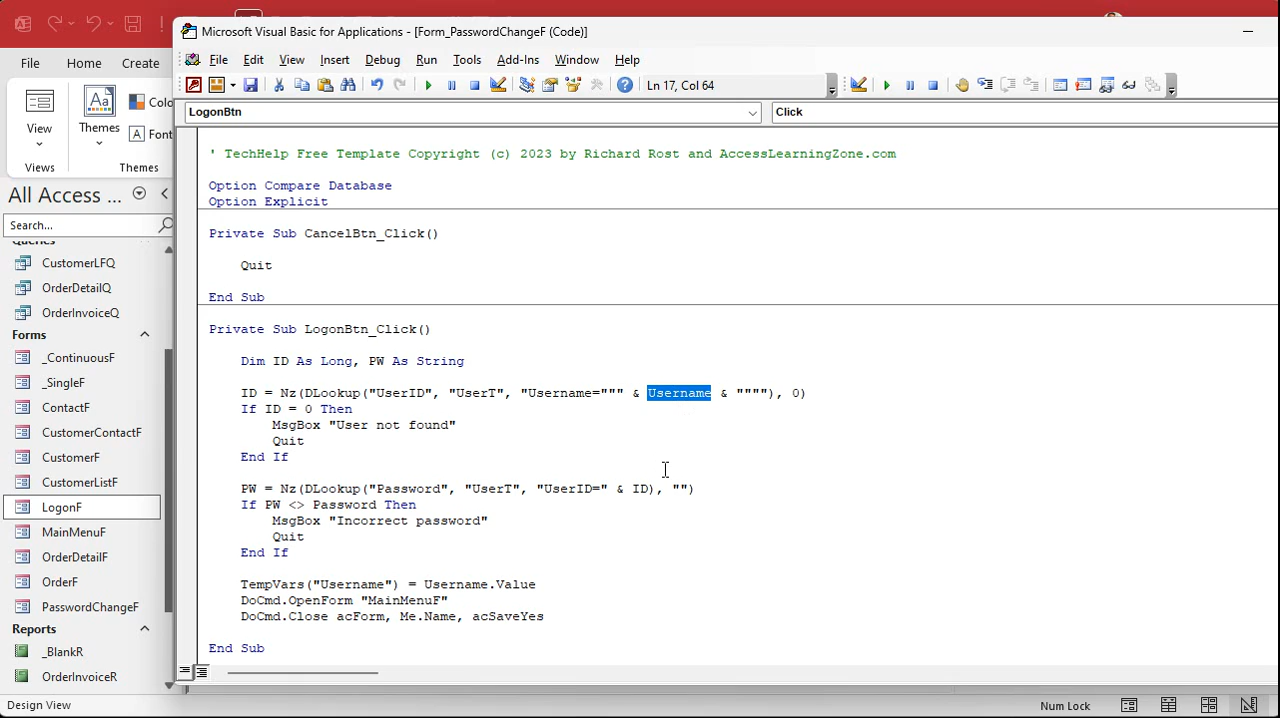 Microsoft Visual Basic for Applications - [Form_PasswordChangeF (Code)]
File Home Create
File Edit View Insert Format Debug Run Tools Add-Ins Window Help
Ln 17, Col 64
View
Views
Themes
Colo
Font
Themes
LogonBtn
Click
All Access ...
Search...
Queries
CustomerLFQ
OrderDetailQ
OrderInvoiceQ
Forms
_ContinuousF
_SingleF
ContactF
CustomerContactF
CustomerF
CustomerListF
LogonF
MainMenuF
OrderDetailF
OrderF
PasswordChangeF
Reports
_BlankR
OrderInvoiceR
' TechHelp Free Template Copyright (c) 2023 by Richard Rost and AccessLearningZone.com
Option Compare Database
Option Explicit
Private Sub CancelBtn_Click()
Quit
End Sub
Private Sub LogonBtn_Click()
Dim ID As Long, PW As String
ID = Nz(DLookup("UserID", "UserT", "Username=""" & Username & """"), 0)
If ID = 0 Then
MsgBox "User not found"
Quit
End If
PW = Nz(DLookup("Password", "UserT", "UserID=" & ID), "")
If PW <> Password Then
MsgBox "Incorrect password"
Quit
End If
TempVars("Username") = Username.Value
DoCmd.OpenForm "MainMenuF"
DoCmd.Close acForm, Me.Name, acSaveYes
End Sub
Design View
Num Lock